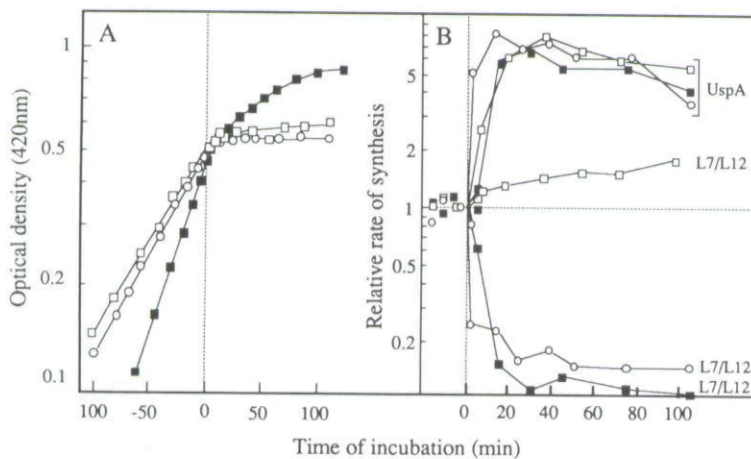 A
B
1
0.5
0.2
0.1
Optical density (420nm)
100
-50
0
50
100
5
2
1
0.5
0.2
Relative rate of synthesis
UspA
L7/L12
L7/L12
L7/L12
0
20
40
60
80
100
Time of incubation (min)